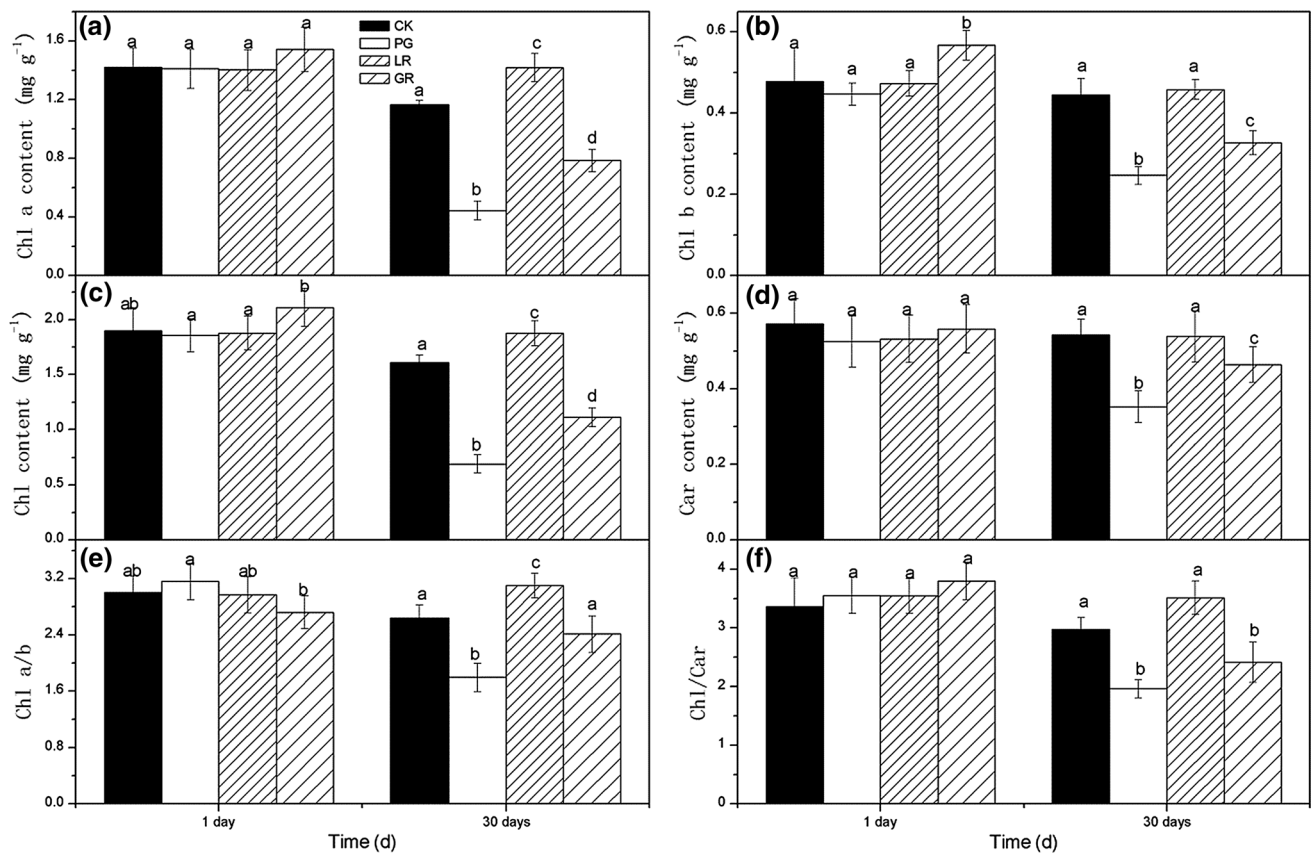 (a)
Chl a content (mg g⁻¹)
1.6
1.2
0.8
0.4
0.0
a a a a
a b c d
CK
PG
LR
GR
(b)
Chl b content (mg g⁻¹)
0.6
0.4
0.2
0.0
a a a b
a b a c
(c)
Chl content (mg g⁻¹)
2.0
1.5
1.0
0.5
0.0
ab a a b
a b c d
(d)
Car content (mg g⁻¹)
0.6
0.4
0.2
0.0
a a a a
a b a c
(e)
Chl a/b
3.2
2.4
1.6
0.8
0.0
ab a ab b
a b c a
1 day 30 days
Time (d)
(f)
Chl/Car
4
3
2
1
0
a a a a
a b a b
1 day 30 days
Time (d)